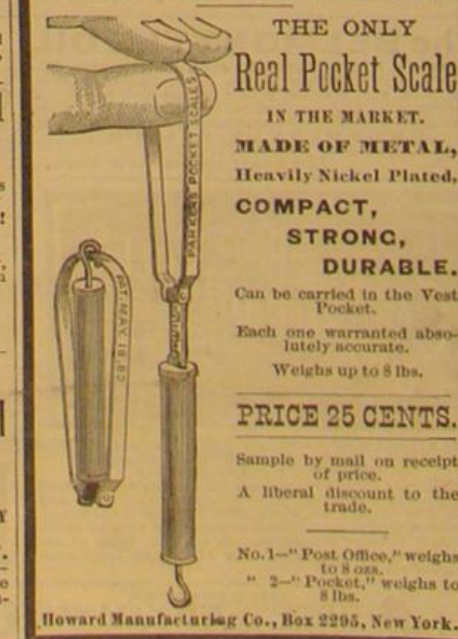 THE ONLY
Real Pocket Scale
IN THE MARKET.
MADE OF METAL,
Heavily Nickel Plated,
COMPACT,
STRONG,
DURABLE.
Can be carried in the Vest
Pocket.
Each one warranted abso-
lutely accurate.
Weighs up to 8 lbs.
PRICE 25 CENTS.
Sample by mail on receipt
of price.
A liberal discount to the
trade.
No. 1—"Post Office," weighs
to 8 ozs.
" 2—"Pocket," weighs to
8 lbs.
Howard Manufacturing Co., Box 2295, New York.
PARKER'S POCKET SCALES
PAT. MAY 18. 80